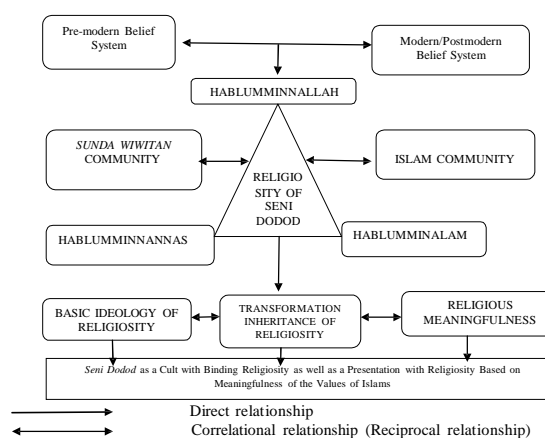 Pre-modern Belief
System
Modern/Postmodern
Belief System
HABLUMMINNALLAH
SUNDA WIWITAN
COMMUNITY
ISLAM COMMUNITY
RELIGIO
SITY OF
SENI
DODOD
HABLUMMINNANNAS
HABLUMMINALAM
BASIC IDEOLOGY OF
RELIGIOSITY
TRANSFORMATION
INHERITANCE OF
RELIGIOSITY
RELIGIOUS
MEANINGFULNESS
Seni Dodod as a Cult with Binding Religiosity as well as a Presentation with Religiosity Based on
Meaningfulness of the Values of Islams
Direct relationship
Correlational relationship (Reciprocal relationship)